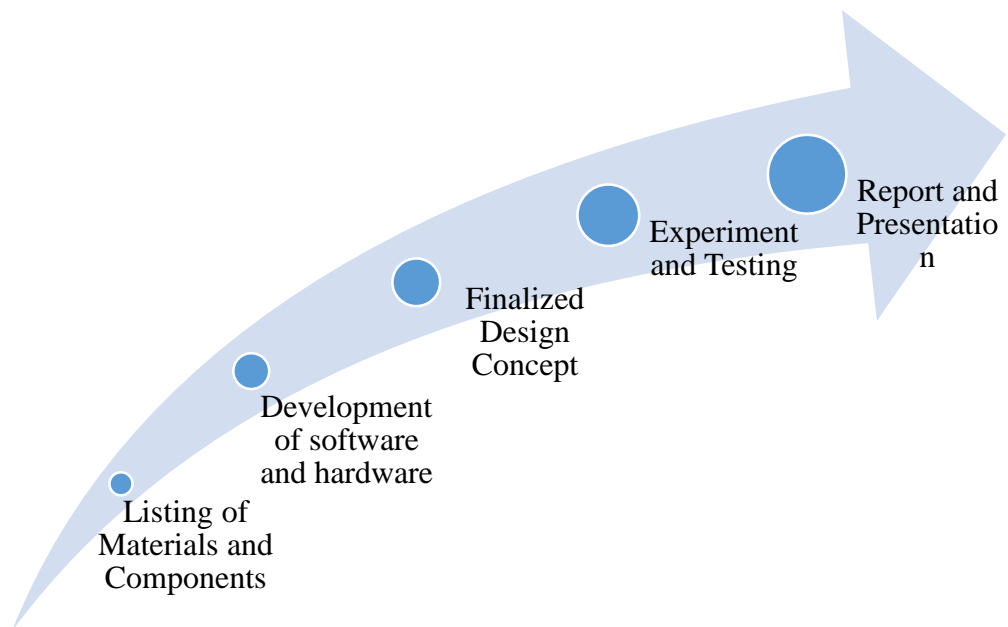 Listing of
Materials and
Components
Development
of software
and hardware
Finalized
Design
Concept
Experiment
and Testing
Report and
Presentatio
n